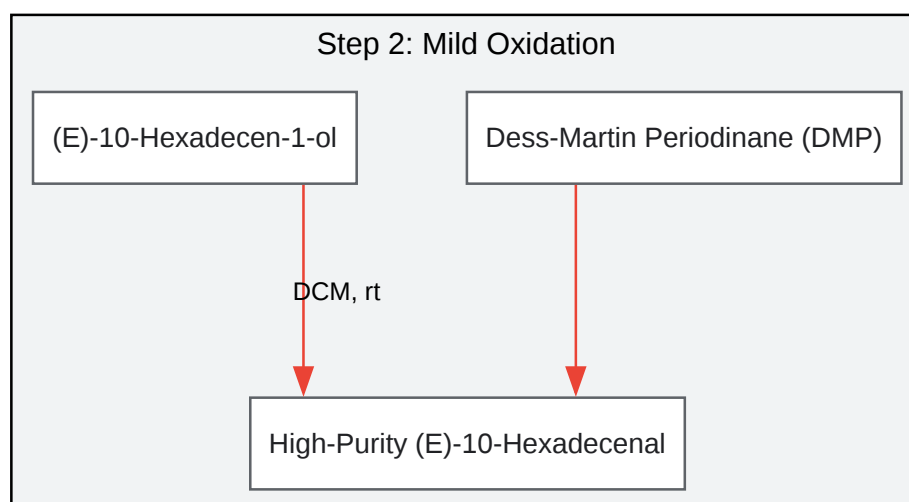 Step 2: Mild Oxidation
(E)-10-Hexadecen-1-ol
Dess-Martin Periodinane (DMP)
DCM, rt
High-Purity (E)-10-Hexadecenal